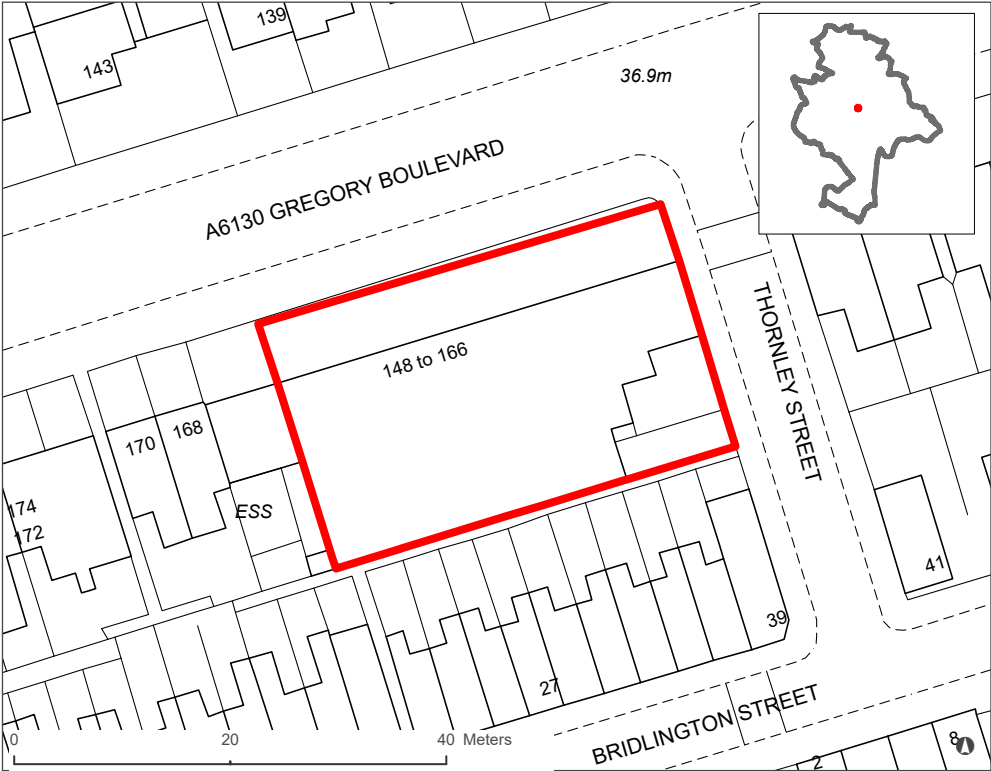 139
143
36.9m
A6130 GREGORY BOULEVARD
148 to 166
THORNLEY STREET
168
170
ESS
174
172
41
39
27
BRIDLINGTON STREET
8
2
0 20 40 Meters